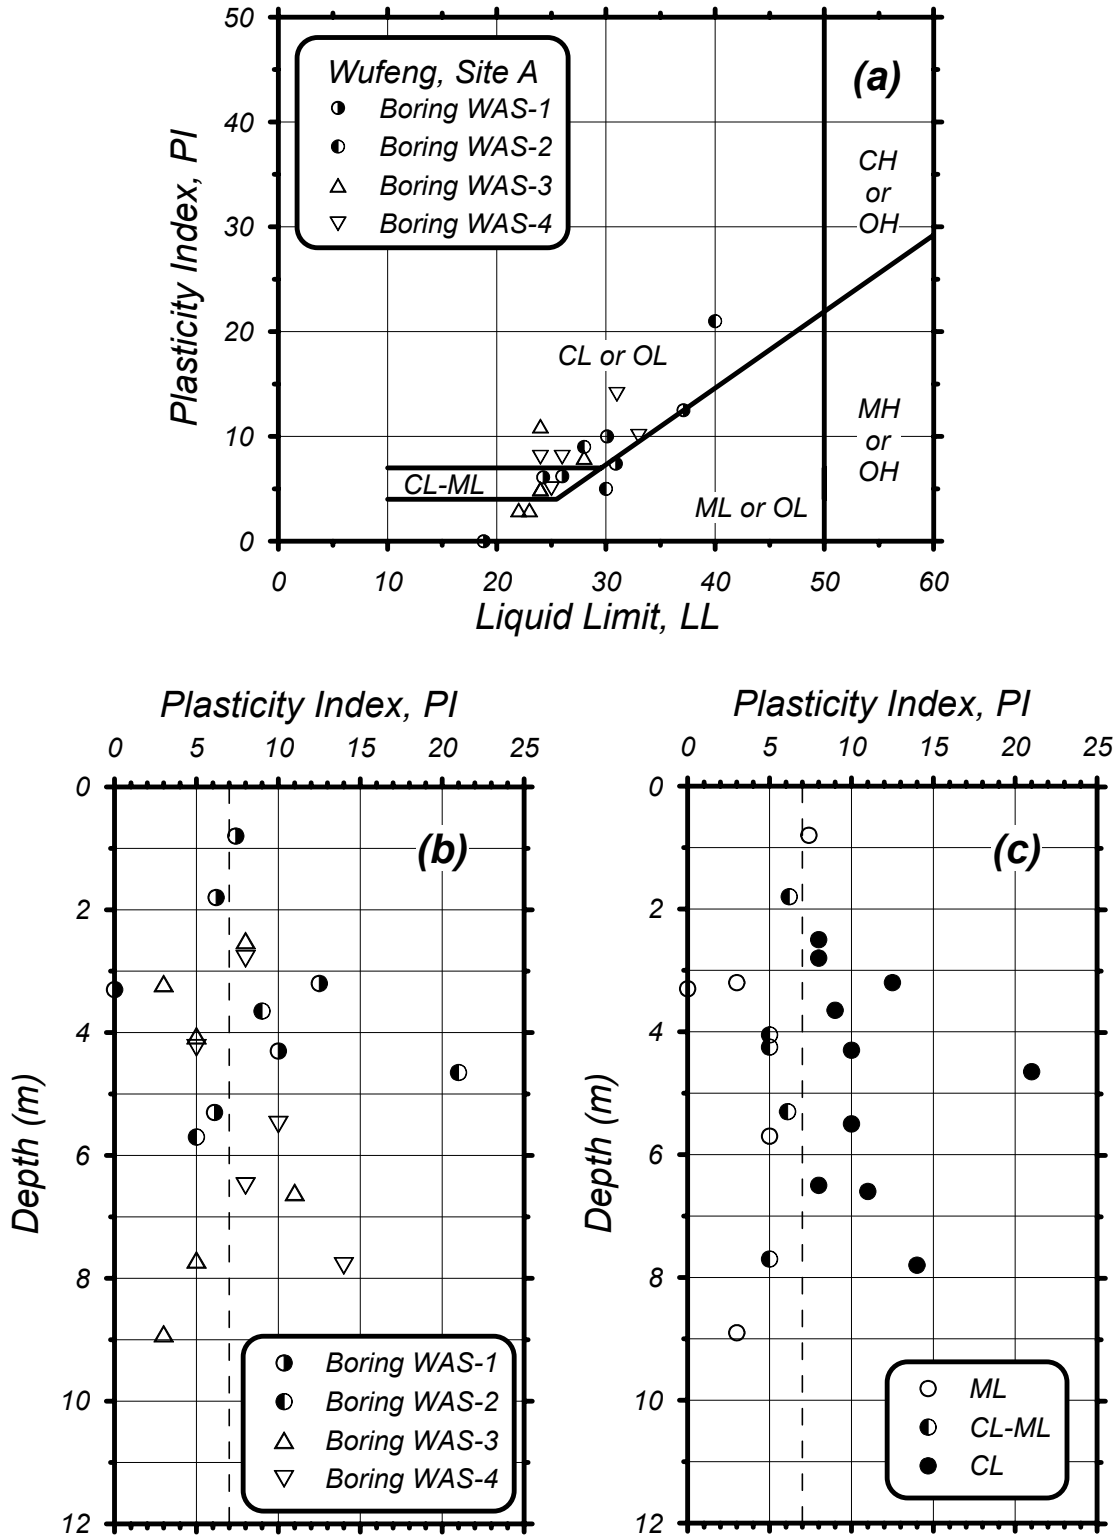 50
Wufeng, Site A
(a)
Boring WAS-1
40
Boring WAS-2
CH
or
OH
Boring WAS-3
30
Boring WAS-4
Plasticity Index, PI
20
CL or OL
MH
or
OH
10
CL-ML
ML or OL
0
0 10 20 30 40 50 60
Liquid Limit, LL
Plasticity Index, PI
0 5 10 15 20 25
0
(b)
2
4
Depth (m)
6
8
Boring WAS-1
10
Boring WAS-2
Boring WAS-3
Boring WAS-4
12
Plasticity Index, PI
0 5 10 15 20 25
0
(c)
2
4
Depth (m)
6
8
ML
10
CL-ML
CL
12